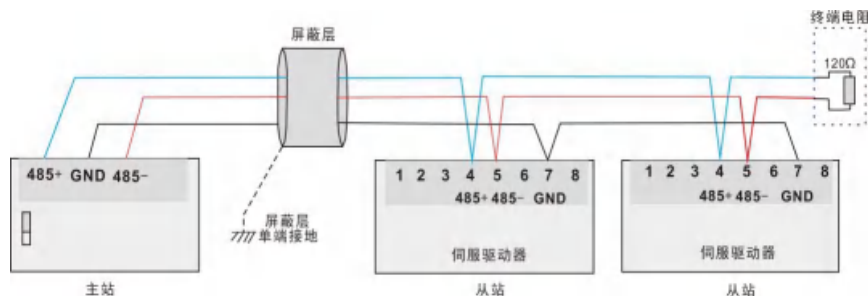 终端电阻
屏蔽层
120Ω
485+ GND 485-
1 2 3 4 5 6 7 8
485+ 485- GND
1 2 3 4 5 6 7 8
485+ 485- GND
屏蔽层
单端接地
伺服驱动器
伺服驱动器
主站
从站
从站